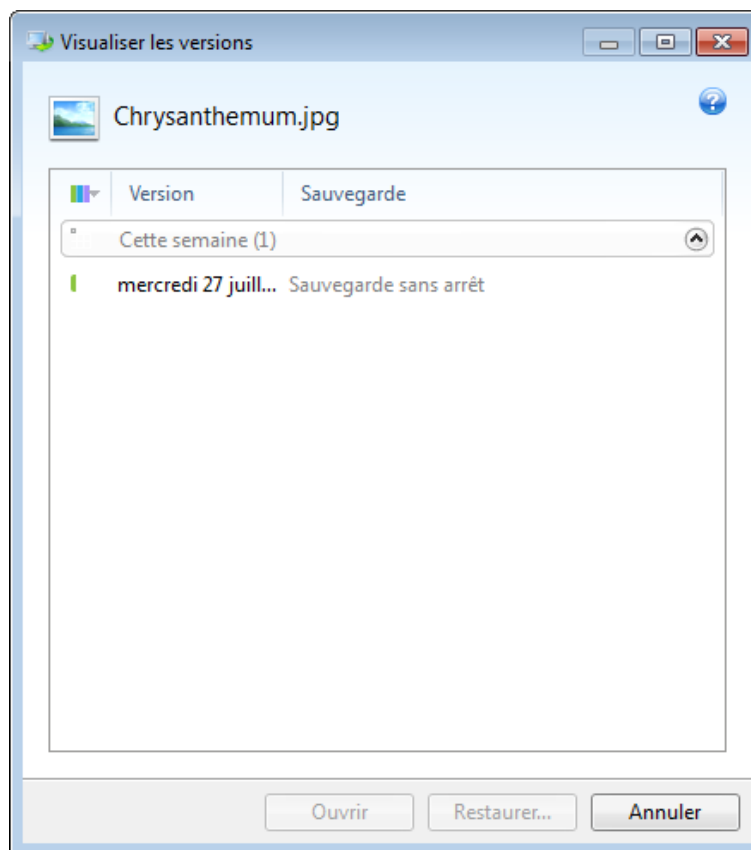 Visualiser les versions
Chrysanthemum.jpg
Version Sauvegarde
Cette semaine (1)
mercredi 27 juill... Sauvegarde sans arrêt
Ouvrir Restaurer... Annuler